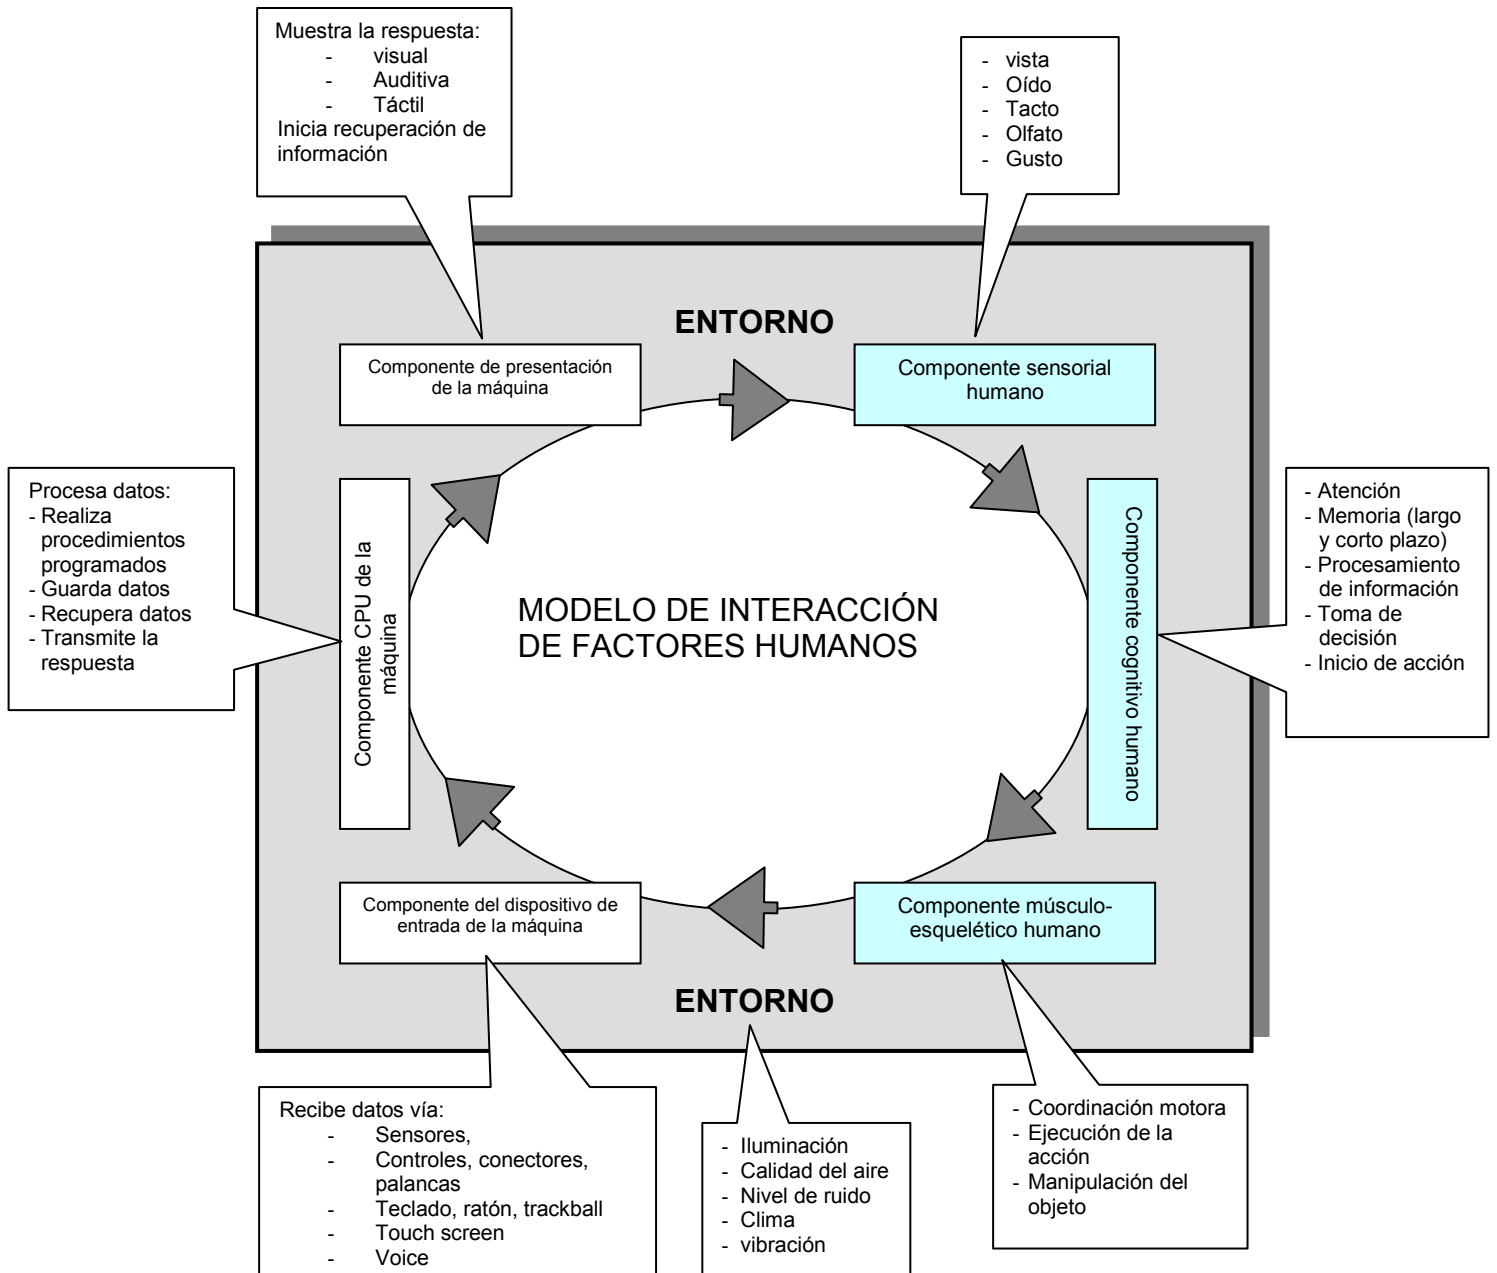 Muestra la respuesta:
- visual
- Auditiva
- Táctil
Inicia recuperación de
información
- vista
- Oído
- Tacto
- Olfato
- Gusto
ENTORNO
Componente de presentación
de la máquina
Componente sensorial
humano
Procesa datos:
- Realiza
procedimientos
programados
- Guarda datos
- Recupera datos
- Transmite la
respuesta
Componente CPU de la
máquina
MODELO DE INTERACCIÓN
DE FACTORES HUMANOS
Componente cognitivo humano
- Atención
- Memoria (largo
y corto plazo)
- Procesamiento
de información
- Toma de
decisión
- Inicio de acción
Componente del dispositivo de
entrada de la máquina
Componente músculo-
esquelético humano
ENTORNO
Recibe datos vía:
- Sensores,
- Controles, conectores,
palancas
- Teclado, ratón, trackball
- Touch screen
- Voice
- Iluminación
- Calidad del aire
- Nivel de ruido
- Clima
- vibración
- Coordinación motora
- Ejecución de la
acción
- Manipulación del
objeto